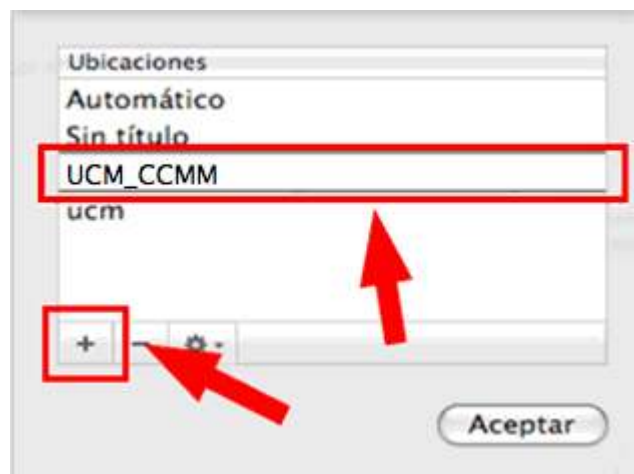 Ubicaciones
Automático
Sin título
UCM_CCMM
ucm
+ -
Aceptar